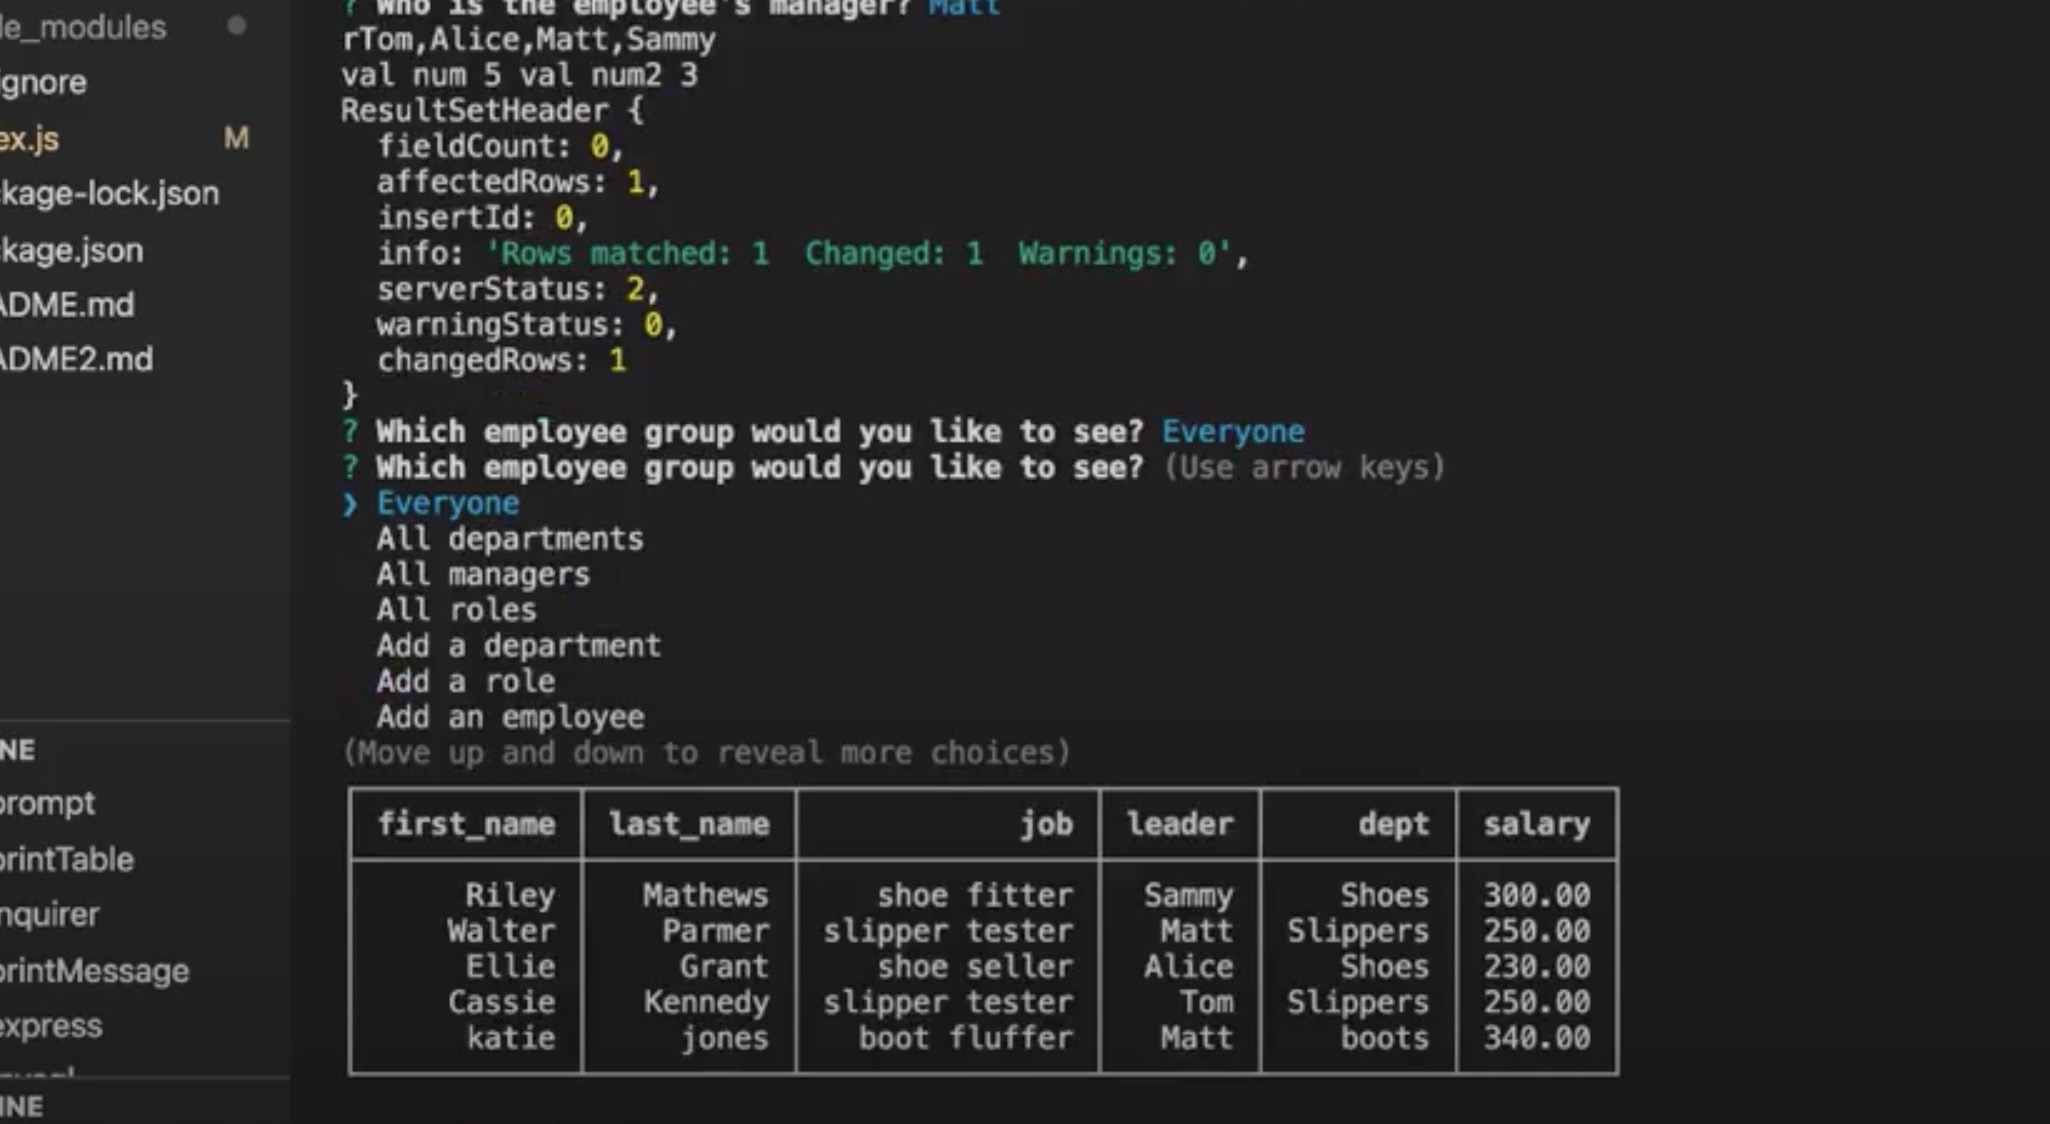 le_modules
ignore
ex.js M
kage-lock.json
kage.json
ADME.md
ADME2.md
NE
prompt
printTable
nquirer
printMessage
express
INE
? Who is the employee's manager? Matt
rTom,Alice,Matt,Sammy
val num 5 val num2 3
ResultSetHeader {
fieldCount: 0,
affectedRows: 1,
insertId: 0,
info: 'Rows matched: 1  Changed: 1  Warnings: 0',
serverStatus: 2,
warningStatus: 0,
changedRows: 1
}
? Which employee group would you like to see? Everyone
? Which employee group would you like to see? (Use arrow keys)
❯ Everyone
All departments
All managers
All roles
Add a department
Add a role
Add an employee
(Move up and down to reveal more choices)
first_name last_name job leader dept salary
Riley Mathews shoe fitter Sammy Shoes 300.00
Walter Parmer slipper tester Matt Slippers 250.00
Ellie Grant shoe seller Alice Shoes 230.00
Cassie Kennedy slipper tester Tom Slippers 250.00
katie jones boot fluffer Matt boots 340.00